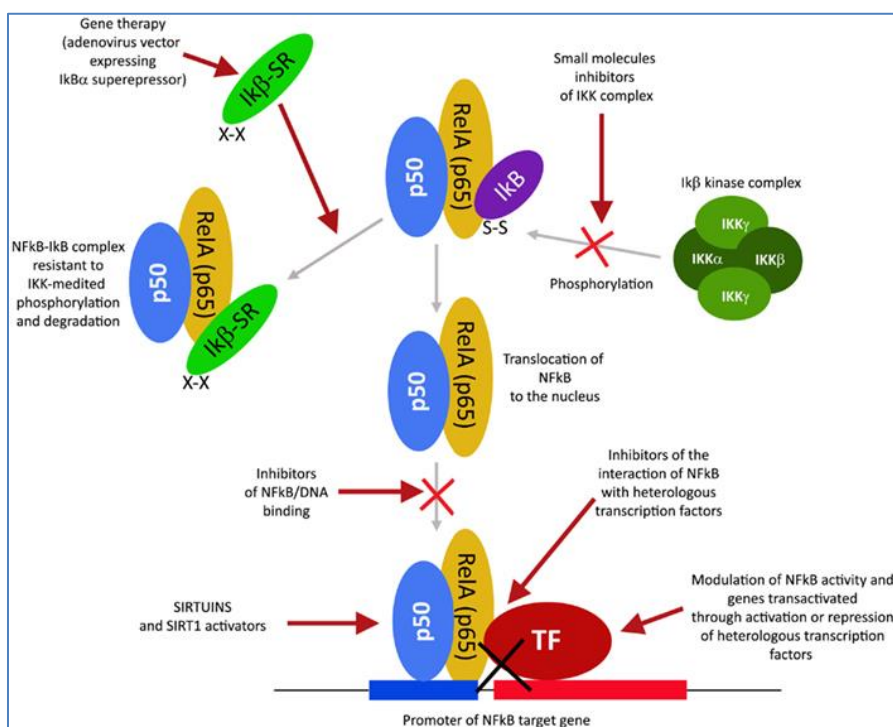 Gene therapy
(adenovirus vector
expressing
IkBα superepressor)
Ikβ-SR
X-X
Small molecules
inhibitors
of IKK complex
p50
RelA (p65)
IkB
S-S
Ikβ kinase complex
IKKγ
IKKα
IKKβ
IKKγ
Phosphorylation
NFkB-IkB complex
resistant to
IKK-medited
phosphorylation
and degradation
p50
RelA (p65)
Ikβ-SR
X-X
p50
RelA (p65)
Translocation of
NFkB
to the nucleus
Inhibitors
of NFkB/DNA
binding
Inhibitors of the
interaction of NFkB
with heterologous
transcription factors
SIRTUINS
and SIRT1 activators
p50
RelA (p65)
TF
Modulation of NFkB activity and
genes transactivated
through activation or repression
of heterologous transcription
factors
Promoter of NFkB target gene